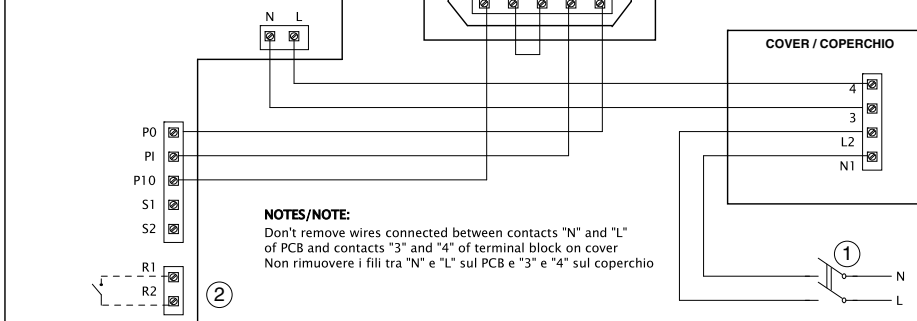 N L
COVER / COPERCHIO
4
3
L2
N1
P0
PI
P10
S1
S2
NOTES/NOTE:
Don't remove wires connected between contacts "N" and "L"
of PCB and contacts "3" and "4" of terminal block on cover
Non rimuovere i fili tra "N" e "L" sul PCB e "3" e "4" sul coperchio
R1
R2
2
1
N
L